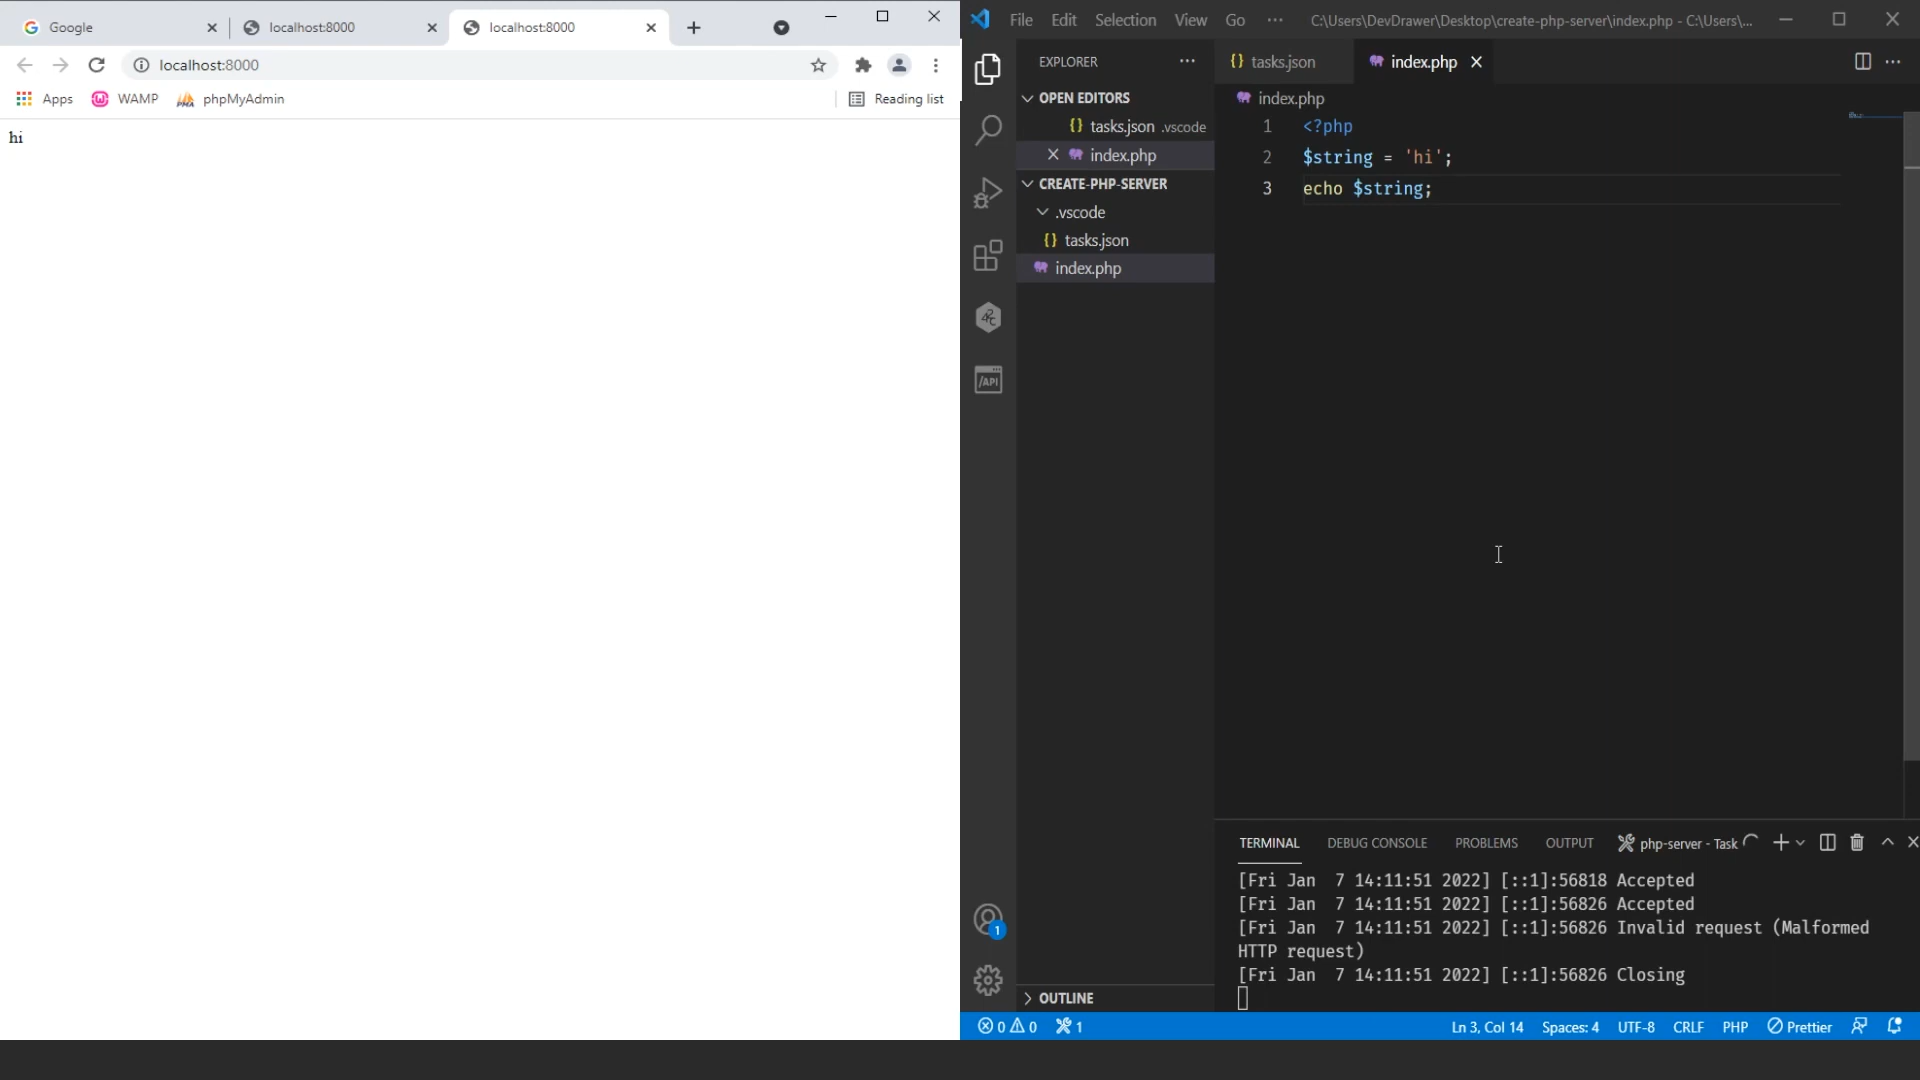 Google
localhost:8000
localhost:8000
localhost:8000
Apps
WAMP
phpMyAdmin
Reading list
hi
File Edit Selection View Go ··· C:\Users\DevDrawer\Desktop\create-php-server\index.php - C:\Users\...
EXPLORER
OPEN EDITORS
{} tasks.json .vscode
index.php
CREATE-PHP-SERVER
.vscode
{} tasks.json
index.php
OUTLINE
/API
1
{} tasks.json
index.php
index.php
1 <?php
2 $string = 'hi';
3 echo $string;
TERMINAL DEBUG CONSOLE PROBLEMS OUTPUT php-server - Task
[Fri Jan  7 14:11:51 2022] [::1]:56818 Accepted
[Fri Jan  7 14:11:51 2022] [::1]:56826 Accepted
[Fri Jan  7 14:11:51 2022] [::1]:56826 Invalid request (Malformed
HTTP request)
[Fri Jan  7 14:11:51 2022] [::1]:56826 Closing
0 0 1 Ln 3, Col 14 Spaces: 4 UTF-8 CRLF PHP Prettier